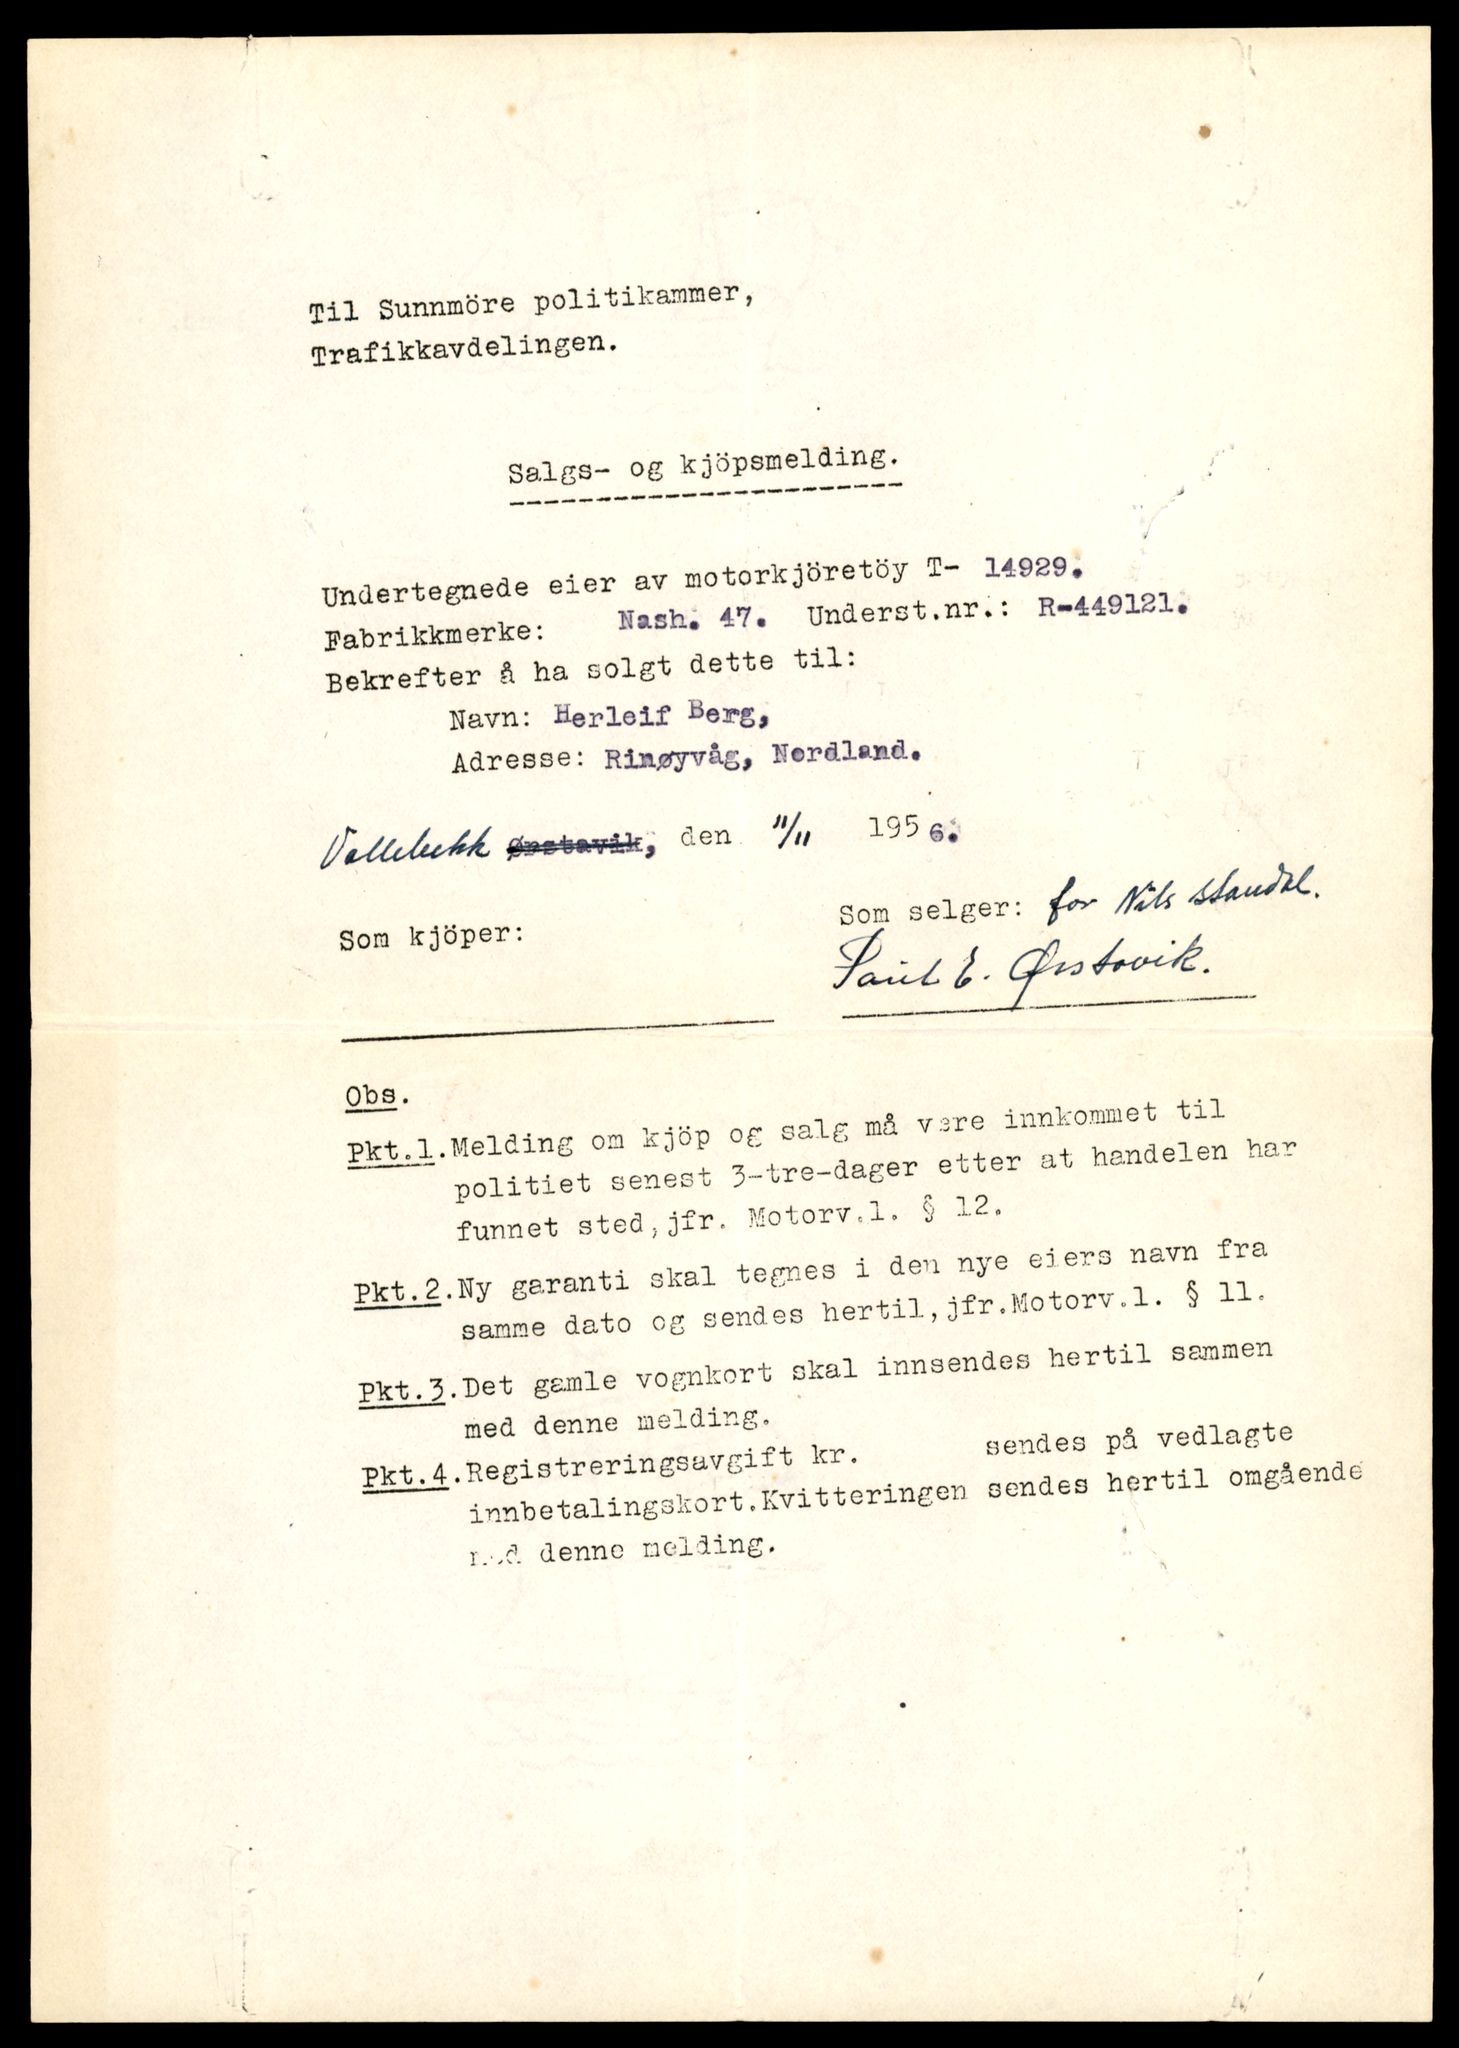 Til Sunnmöre politikammer,
Trafikkavdelingen.
Salgs- og kjöpsmelding.
Undertegnede eier av motorkjöretöy T- 14929.
Fabrikkmerke: Nash. 47. Underst.nr.: R-449121.
Bekrefter å ha solgt dette til:
Navn: Herleif Berg,
Adresse: Rinøyvåg, Nordland.
Vollebekk Ørstavik, den 11/11 1956.
Som selger: for Nils Standal.
Som kjöper:
Paul E. Ørstavik.
Obs.
Pkt.1. Melding om kjöp og salg må være innkommet til
politiet senest 3-tre-dager etter at handelen har
funnet sted, jfr. Motorv.l. § 12.
Pkt.2. Ny garanti skal tegnes i den nye eiers navn fra
samme dato og sendes hertil, jfr.Motorv.l. § 11.
Pkt.3. Det gamle vognkort skal innsendes hertil sammen
med denne melding.
Pkt.4. Registreringsavgift kr. sendes på vedlagte
innbetalingskort. Kvitteringen sendes hertil omgående
med denne melding.